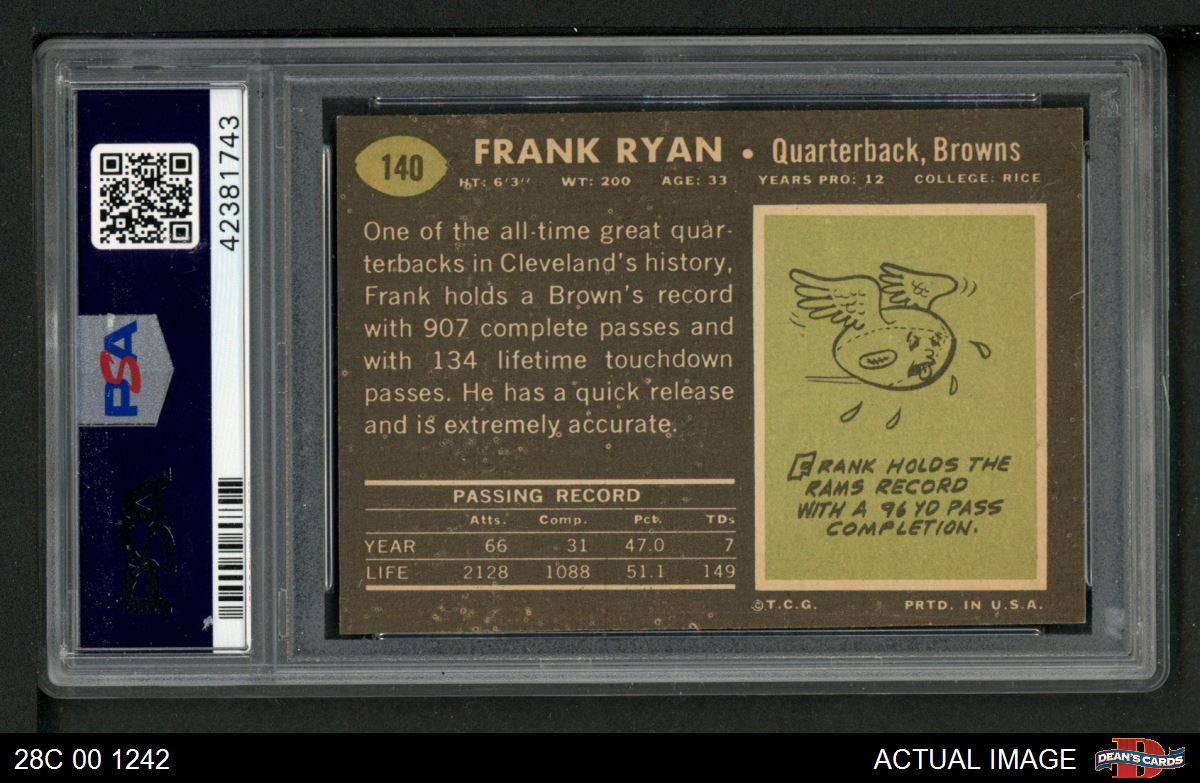 42381743
PSA
PSA
140
FRANK RYAN • Quarterback, Browns
HT: 6'3" WT: 200 AGE: 33 YEARS PRO: 12 COLLEGE: RICE
One of the all-time great quar-
terbacks in Cleveland's history,
Frank holds a Brown's record
with 907 complete passes and
with 134 lifetime touchdown
passes. He has a quick release
and is extremely accurate.
PASSING RECORD
Atts. Comp. Pct. TDs
YEAR 66 31 47.0 7
LIFE 2128 1088 51.1 149
FRANK HOLDS THE
RAMS RECORD
WITH A 96 YD PASS
COMPLETION.
©T.C.G. PRTD. IN U.S.A.
28C 00 1242
ACTUAL IMAGE
D
DEAN'S CARDS